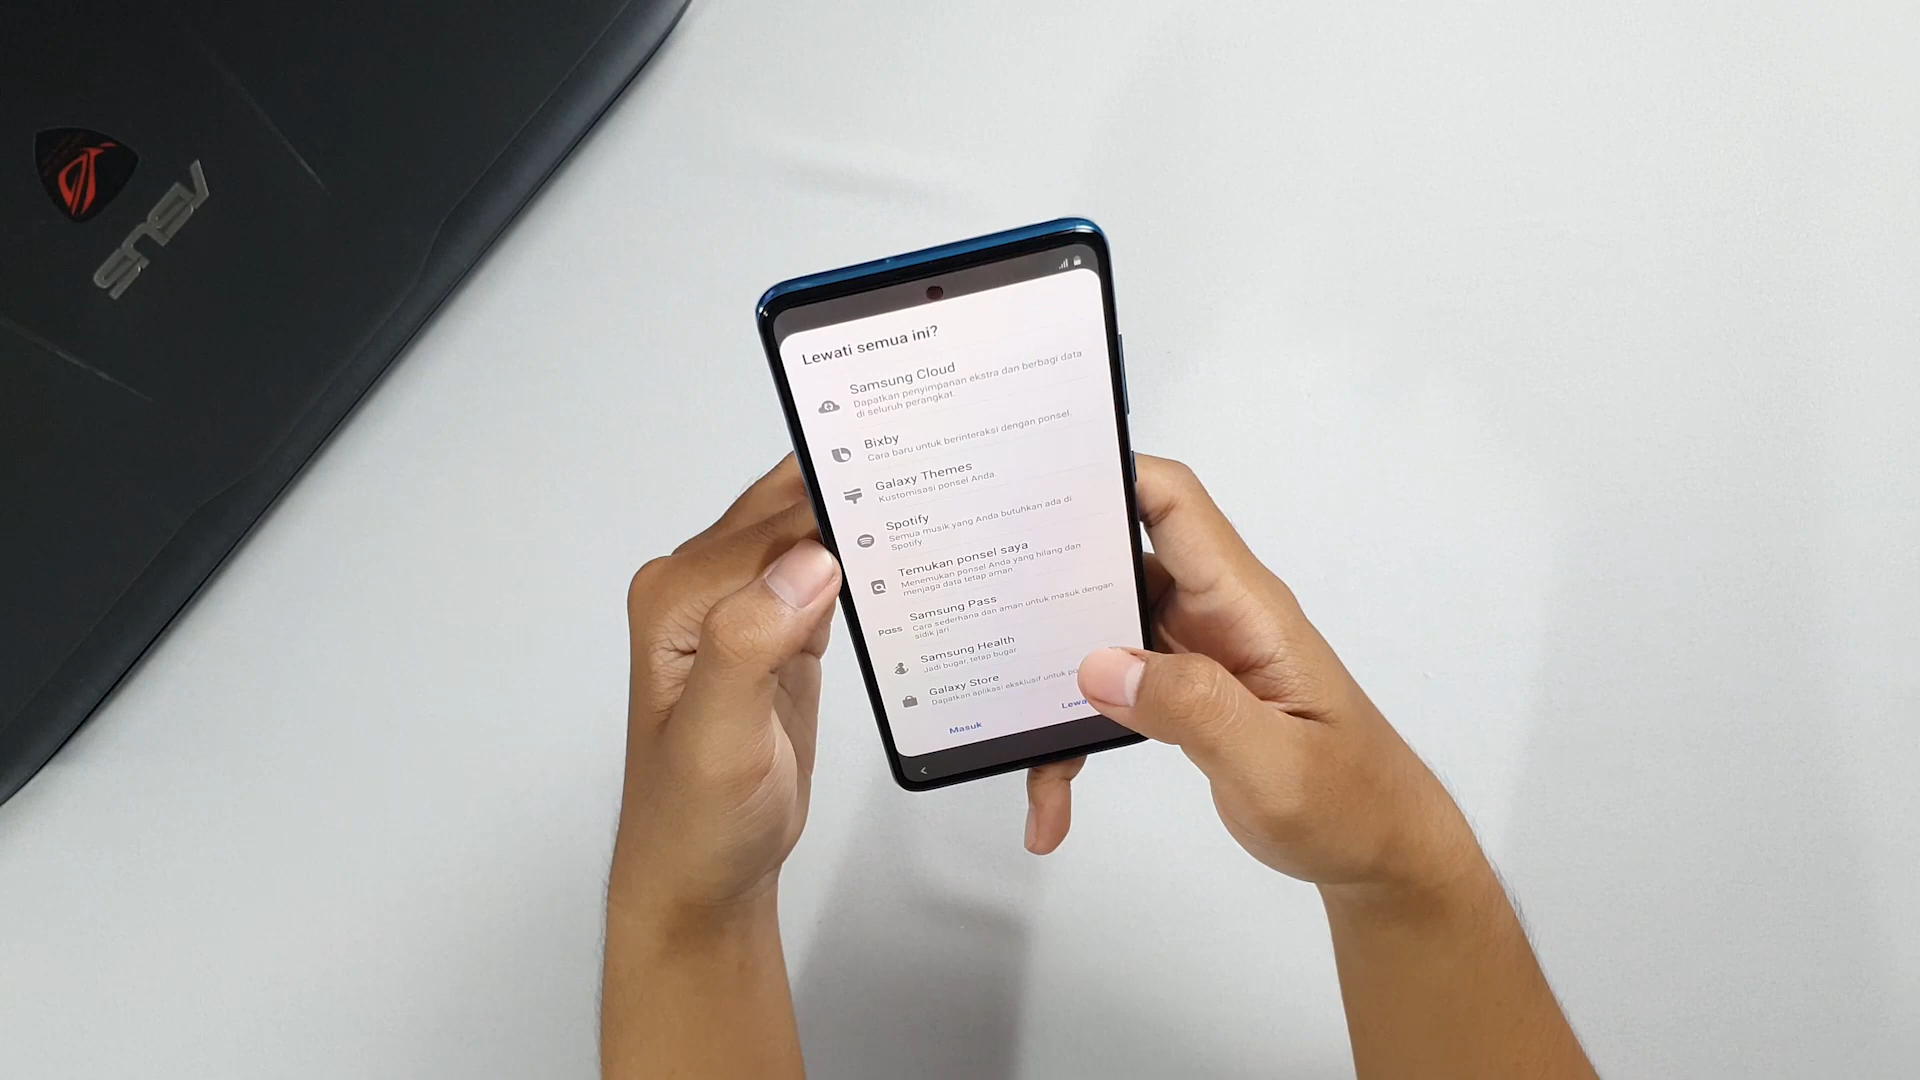 ASUS
Lewati semua ini?
Samsung Cloud
Dapatkan penyimpanan ekstra dan berbagi data
di seluruh perangkat.
Bixby
Cara baru untuk berinteraksi dengan ponsel.
Galaxy Themes
Kustomisasi ponsel Anda
Spotify
Semua musik yang Anda butuhkan ada di
Spotify
Temukan ponsel saya
Menemukan ponsel Anda yang hilang dan
menjaga data tetap aman
Pass
Samsung Pass
Cara sederhana dan aman untuk masuk dengan
sidik jari
Samsung Health
Jadi bugar, tetap bugar
Galaxy Store
Dapatkan aplikasi eksklusif untuk
Masuk